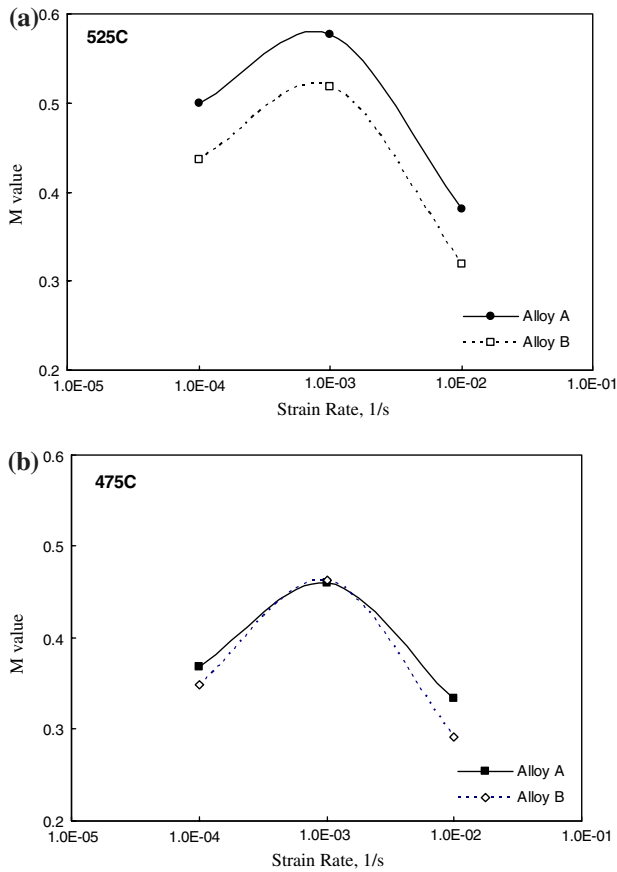 (a)
0.6
525C
0.5
M value
0.4
0.3
Alloy A
Alloy B
0.2
1.0E-05 1.0E-04 1.0E-03 1.0E-02 1.0E-01
Strain Rate, 1/s
(b)
0.6
475C
0.5
M value
0.4
0.3
Alloy A
Alloy B
0.2
1.0E-05 1.0E-04 1.0E-03 1.0E-02 1.0E-01
Strain Rate, 1/s